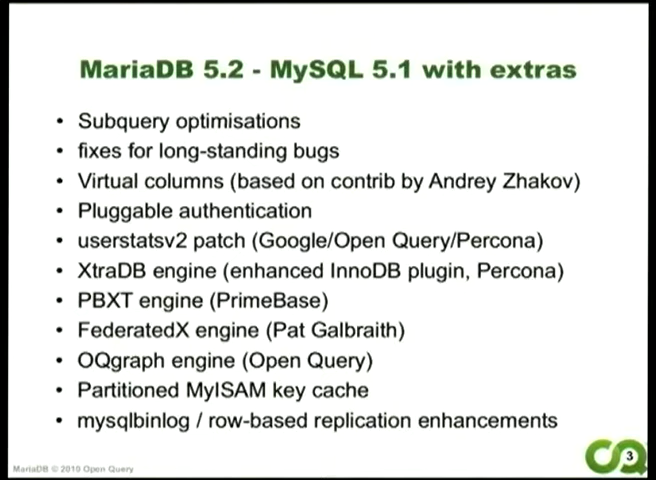 MariaDB 5.2 - MySQL 5.1 with extras
• Subquery optimisations
• fixes for long-standing bugs
• Virtual columns (based on contrib by Andrey Zhakov)
• Pluggable authentication
• userstatsv2 patch (Google/Open Query/Percona)
• XtraDB engine (enhanced InnoDB plugin, Percona)
• PBXT engine (PrimeBase)
• FederatedX engine (Pat Galbraith)
• OQgraph engine (Open Query)
• Partitioned MyISAM key cache
• mysqlbinlog / row-based replication enhancements
MariaDB © 2010 Open Query
3